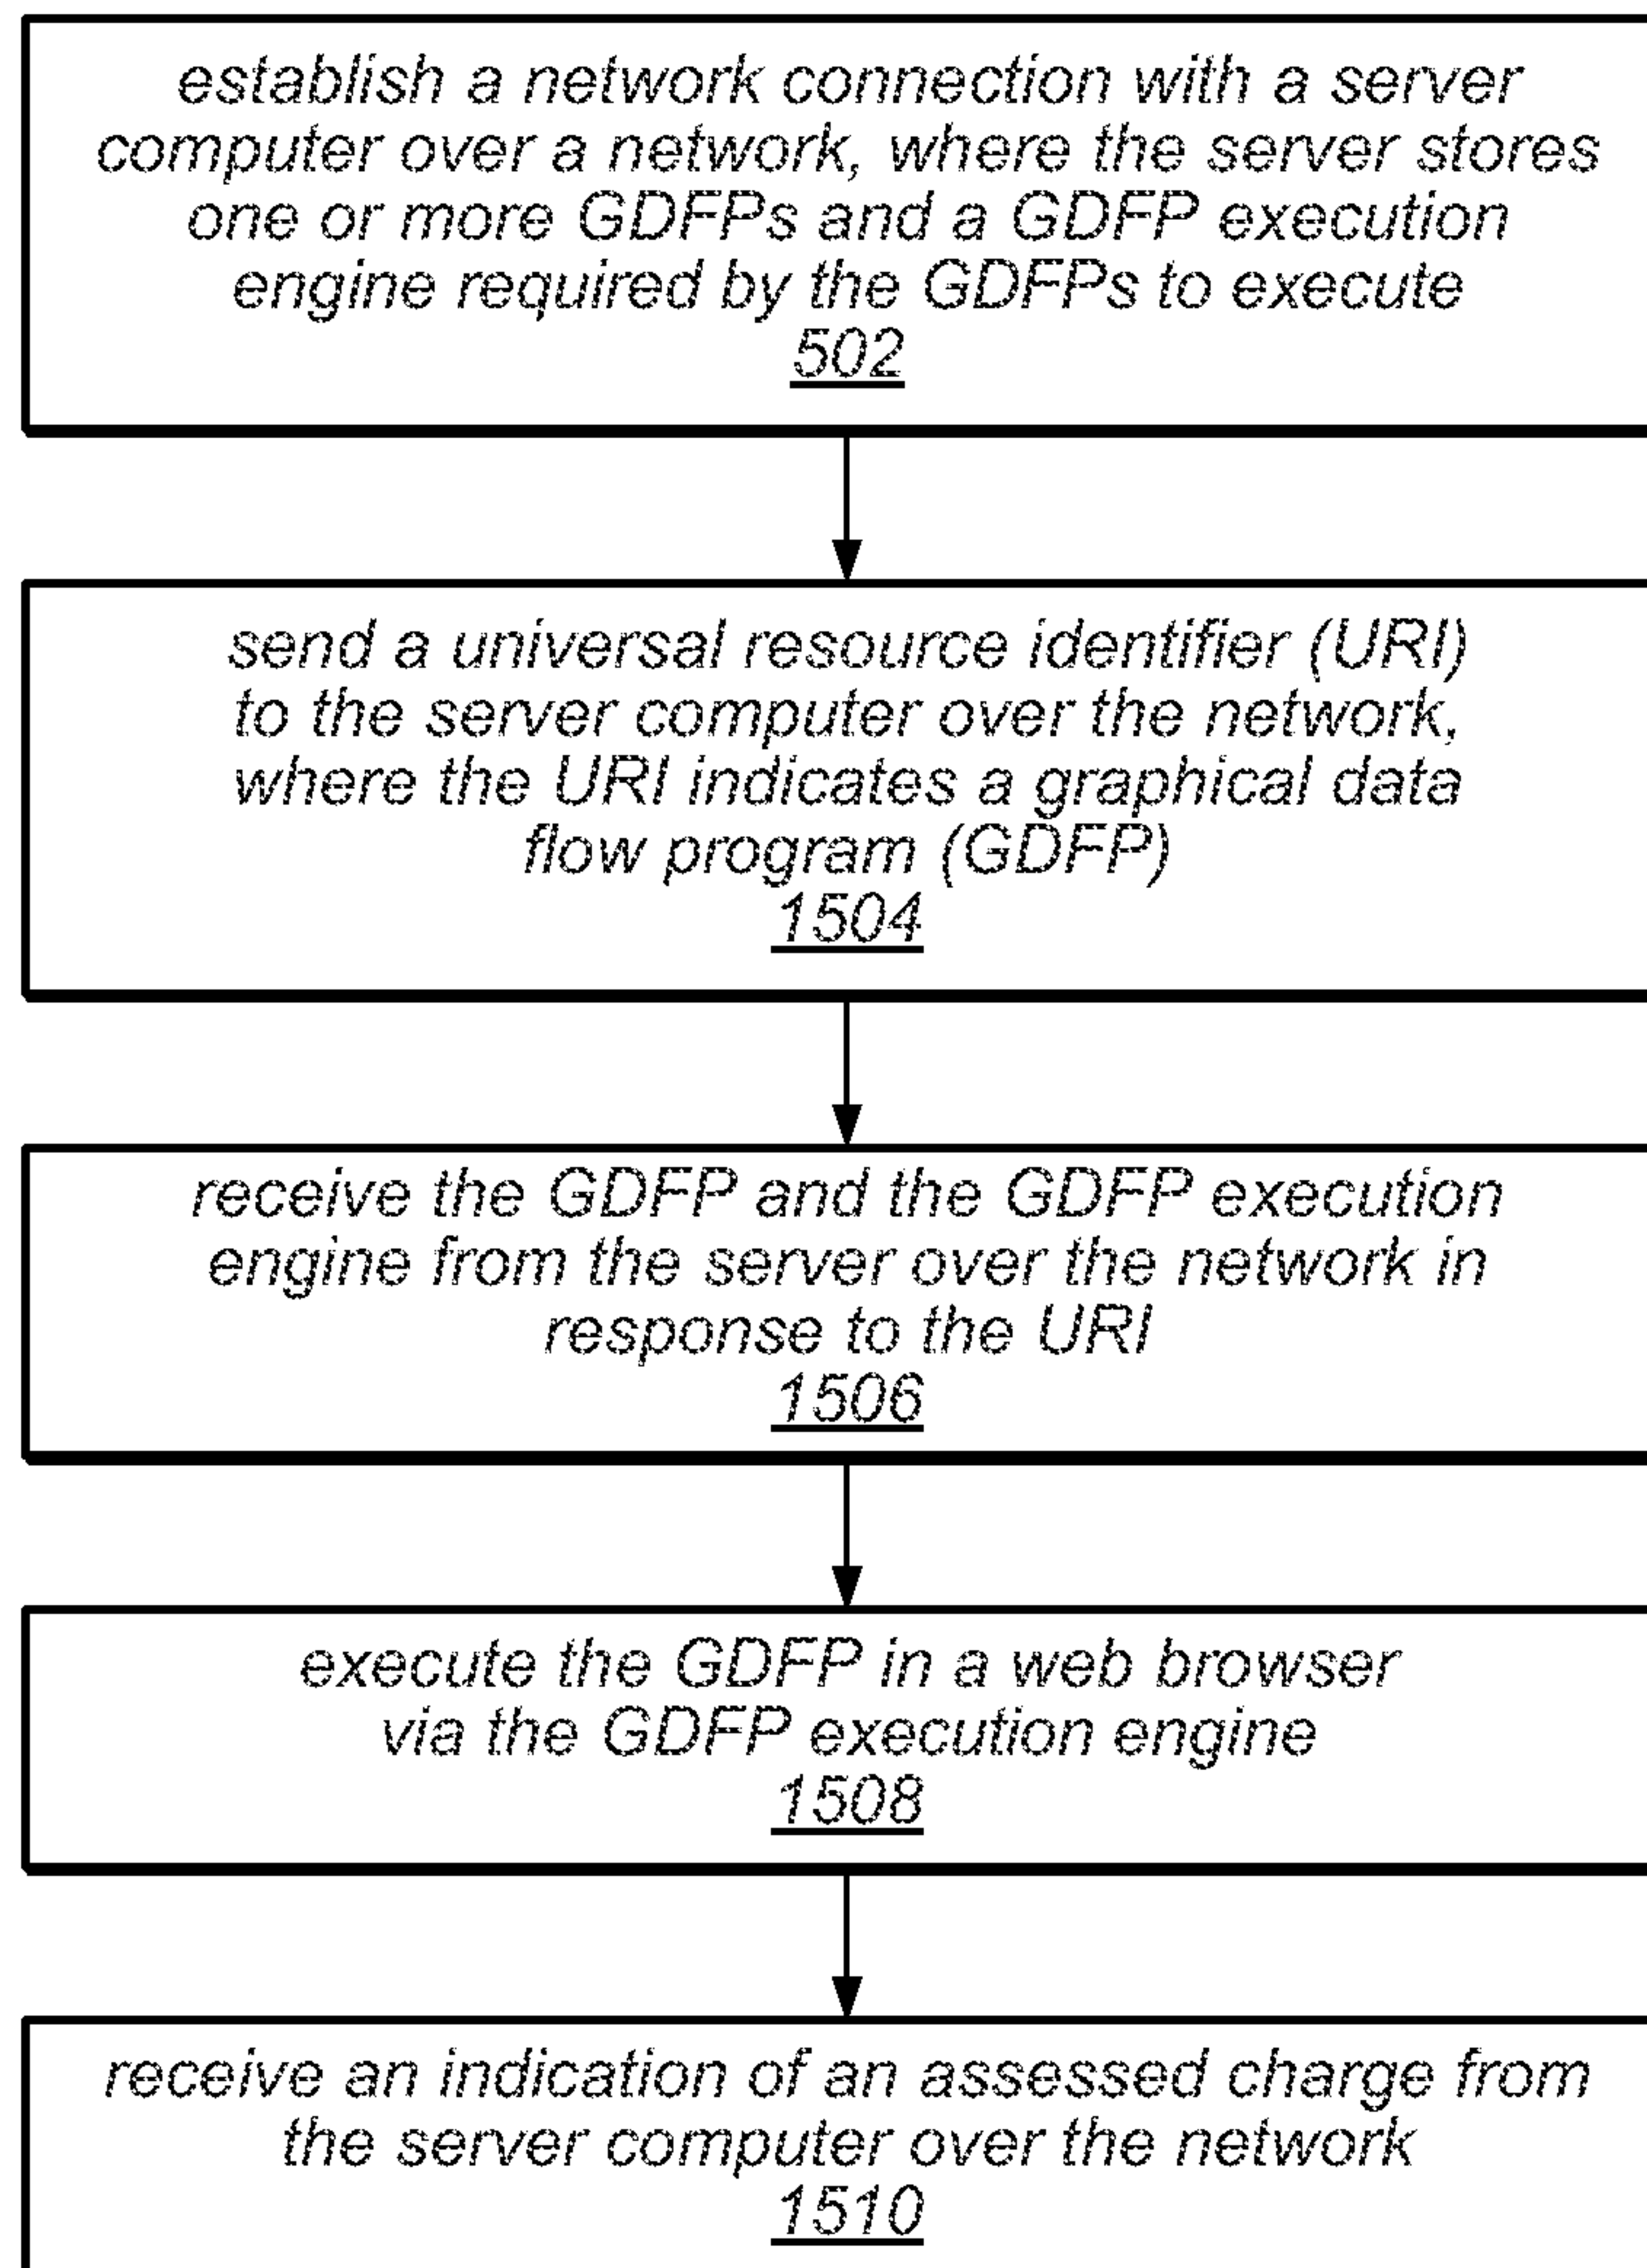 establish a network connection with a server
computer over a network, where the server stores
one or more GDFPs and a GDFP execution
engine required by the GDFPs to execute
502
send a universal resource identifier (URI)
to the server computer over the network,
where the URI indicates a graphical data
flow program (GDFP)
1504
receive the GDFP and the GDFP execution
engine from the server over the network in
response to the URI
1506
execute the GDFP in a web browser
via the GDFP execution engine
1508
receive an indication of an assessed charge from
the server computer over the network
1510